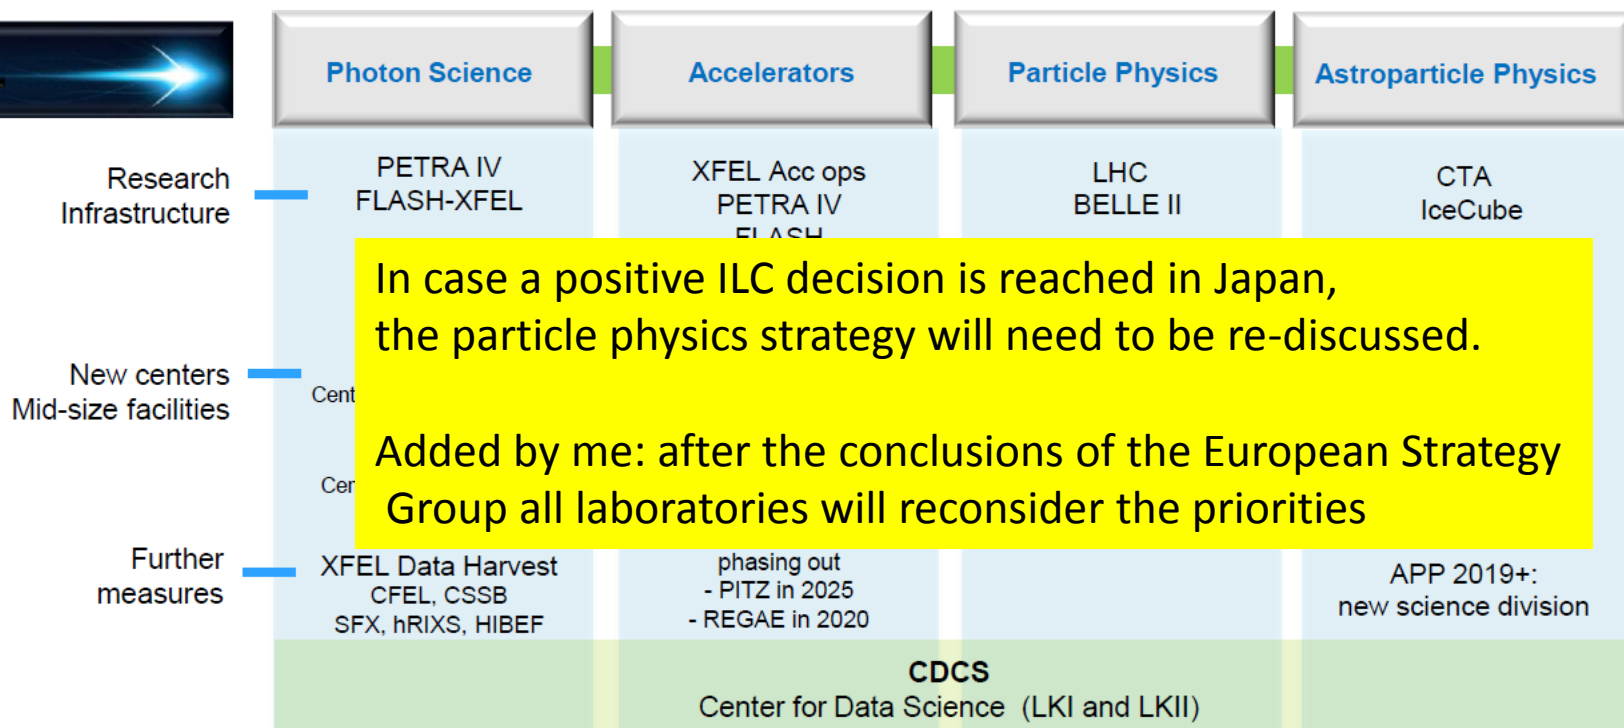 Photon Science
Accelerators
Particle Physics
Astroparticle Physics
Research
Infrastructure
PETRA IV
FLASH-XFEL
XFEL Acc ops
PETRA IV
FLASH
LHC
BELLE II
CTA
IceCube
In case a positive ILC decision is reached in Japan,
the particle physics strategy will need to be re-discussed.
Added by me: after the conclusions of the European Strategy
Group all laboratories will reconsider the priorities
New centers
Mid-size facilities
Cent
Cer
Further
measures
XFEL Data Harvest
CFEL, CSSB
SFX, hRIXS, HIBEF
phasing out
- PITZ in 2025
- REGAE in 2020
APP 2019+:
new science division
CDCS
Center for Data Science (LKI and LKII)